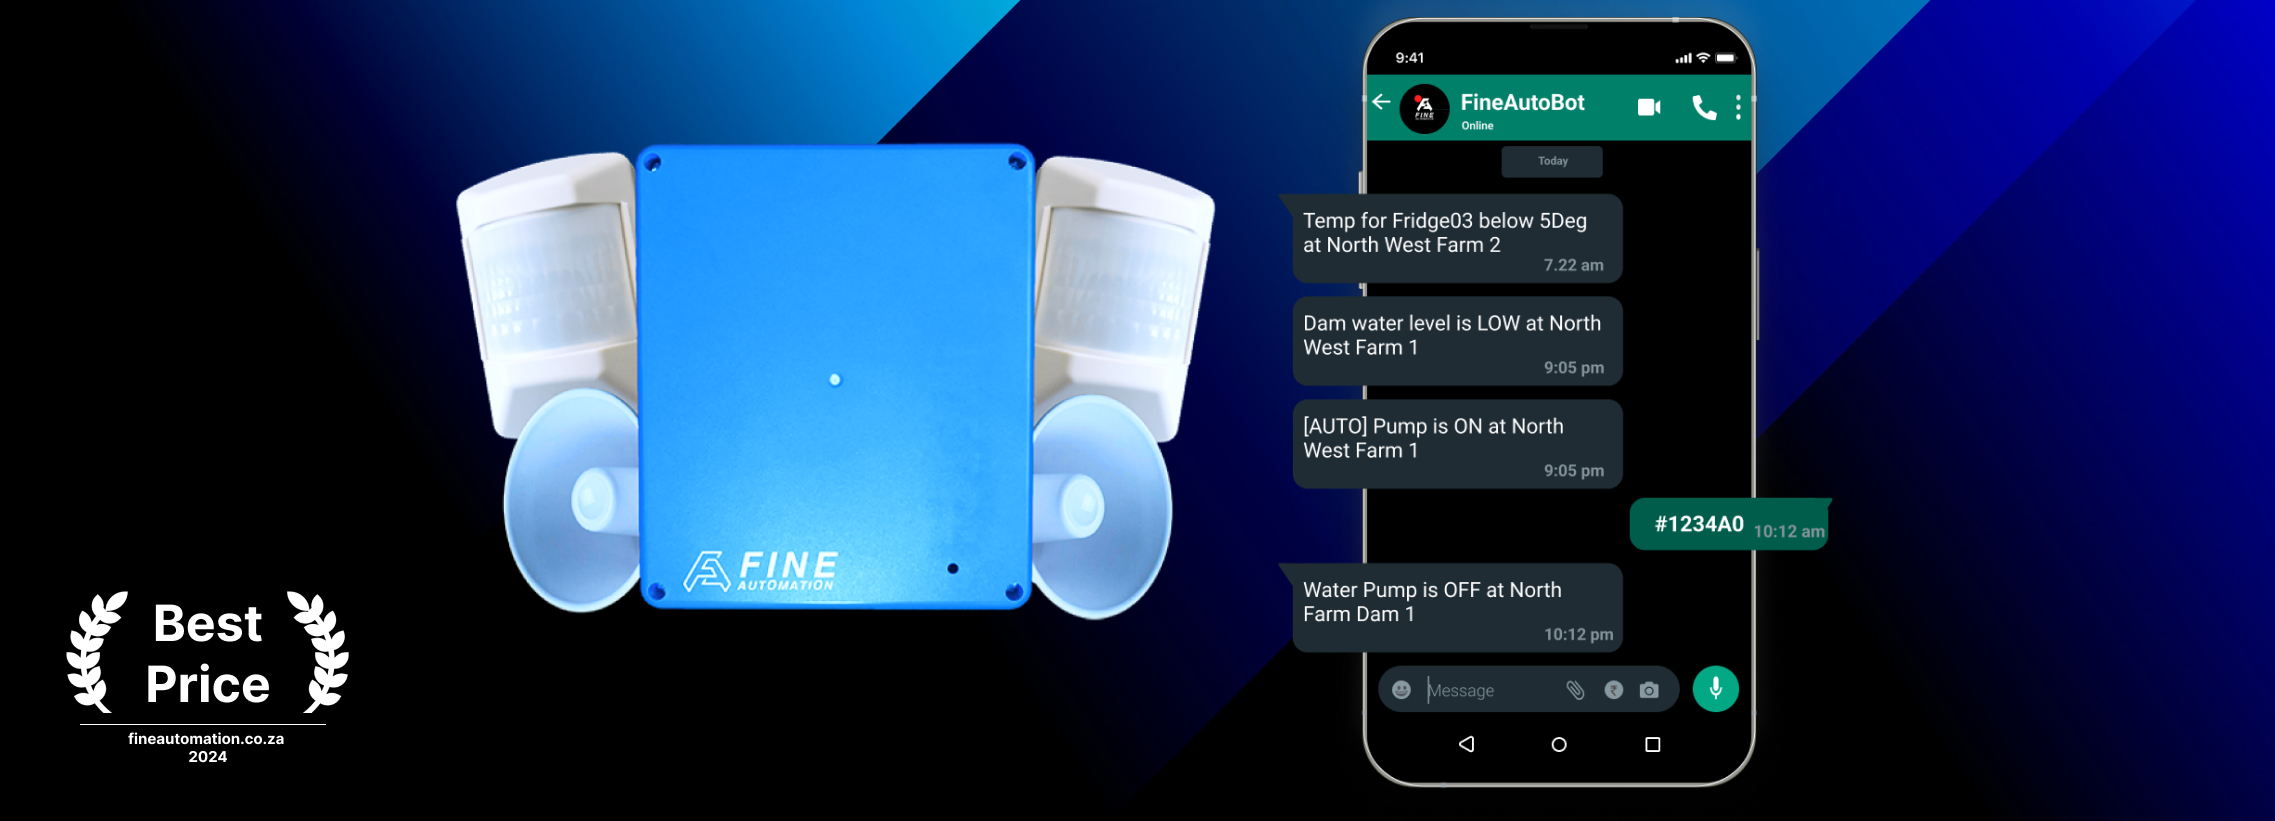 FINE
AUTOMATION
Best
Price
fineautomation.co.za
2024
9:41
FineAutoBot
Online
FINE
Today
Temp for Fridge03 below 5Deg
at North West Farm 2
7.22 am
Dam water level is LOW at North
West Farm 1
9:05 pm
[AUTO] Pump is ON at North
West Farm 1
9:05 pm
#1234A0 10:12 am
Water Pump is OFF at North
Farm Dam 1
10:12 pm
Message